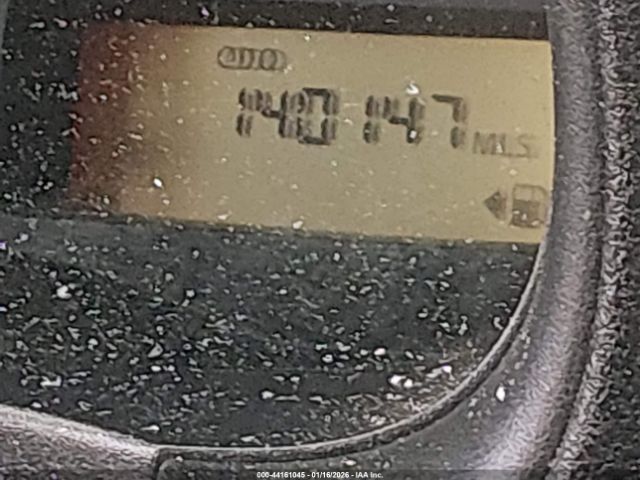 ODO
140147
MLS
000-44161045 - 01/16/2026 - © IAA Inc.